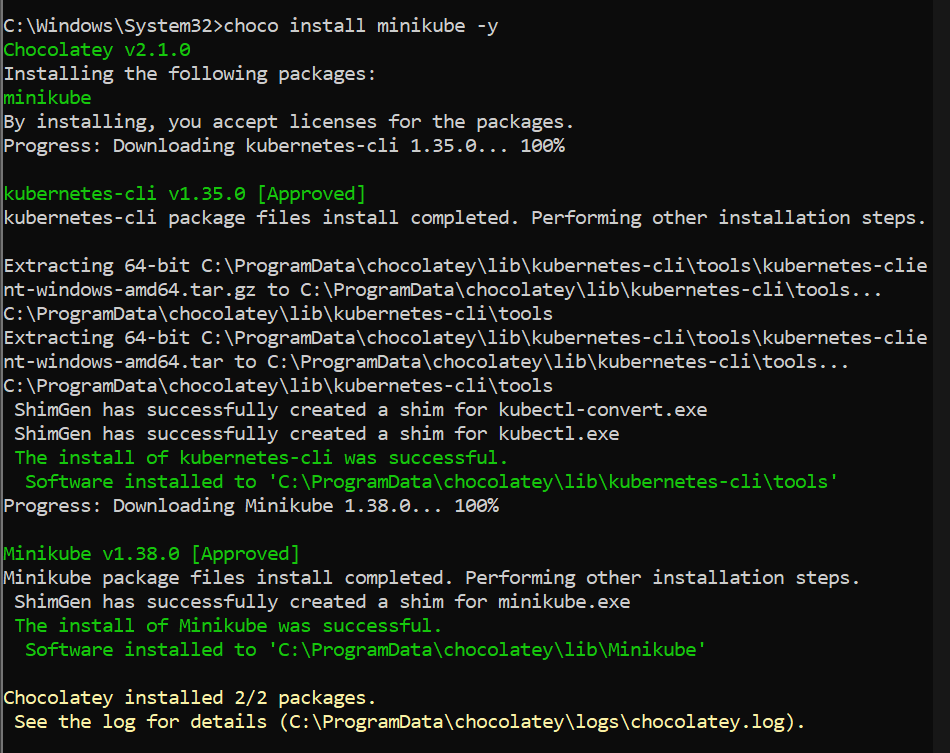 C:\Windows\System32>choco install minikube -y
Chocolatey v2.1.0
Installing the following packages:
minikube
By installing, you accept licenses for the packages.
Progress: Downloading kubernetes-cli 1.35.0... 100%
kubernetes-cli v1.35.0 [Approved]
kubernetes-cli package files install completed. Performing other installation steps.
Extracting 64-bit C:\ProgramData\chocolatey\lib\kubernetes-cli\tools\kubernetes-clie
nt-windows-amd64.tar.gz to C:\ProgramData\chocolatey\lib\kubernetes-cli\tools...
C:\ProgramData\chocolatey\lib\kubernetes-cli\tools
Extracting 64-bit C:\ProgramData\chocolatey\lib\kubernetes-cli\tools\kubernetes-clie
nt-windows-amd64.tar to C:\ProgramData\chocolatey\lib\kubernetes-cli\tools...
C:\ProgramData\chocolatey\lib\kubernetes-cli\tools
ShimGen has successfully created a shim for kubectl-convert.exe
ShimGen has successfully created a shim for kubectl.exe
The install of kubernetes-cli was successful.
Software installed to 'C:\ProgramData\chocolatey\lib\kubernetes-cli\tools'
Progress: Downloading Minikube 1.38.0... 100%
Minikube v1.38.0 [Approved]
Minikube package files install completed. Performing other installation steps.
ShimGen has successfully created a shim for minikube.exe
The install of Minikube was successful.
Software installed to 'C:\ProgramData\chocolatey\lib\Minikube'
Chocolatey installed 2/2 packages.
See the log for details (C:\ProgramData\chocolatey\logs\chocolatey.log).